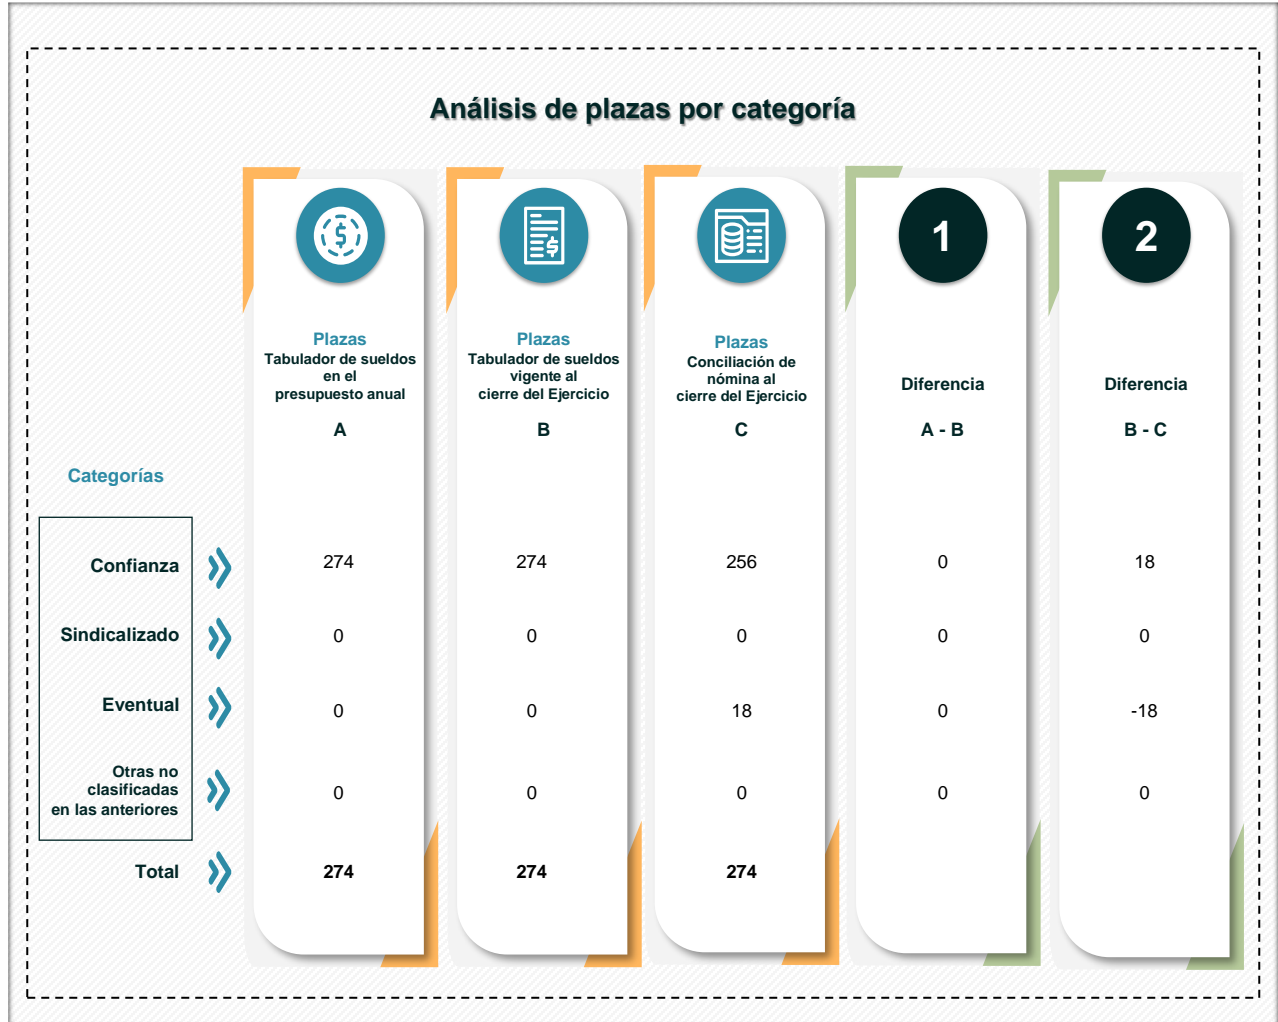 Análisis de plazas por categoría
1
2
Plazas
Tabulador de sueldos
en el
presupuesto anual
A
Plazas
Tabulador de sueldos
vigente al
cierre del Ejercicio
B
Plazas
Conciliación de
nómina al
cierre del Ejercicio
C
Diferencia
A - B
Diferencia
B - C
Categorías
Confianza 274 274 256 0 18
Sindicalizado 0 0 0 0 0
Eventual 0 0 18 0 -18
Otras no
clasificadas
en las anteriores 0 0 0 0 0
Total 274 274 274